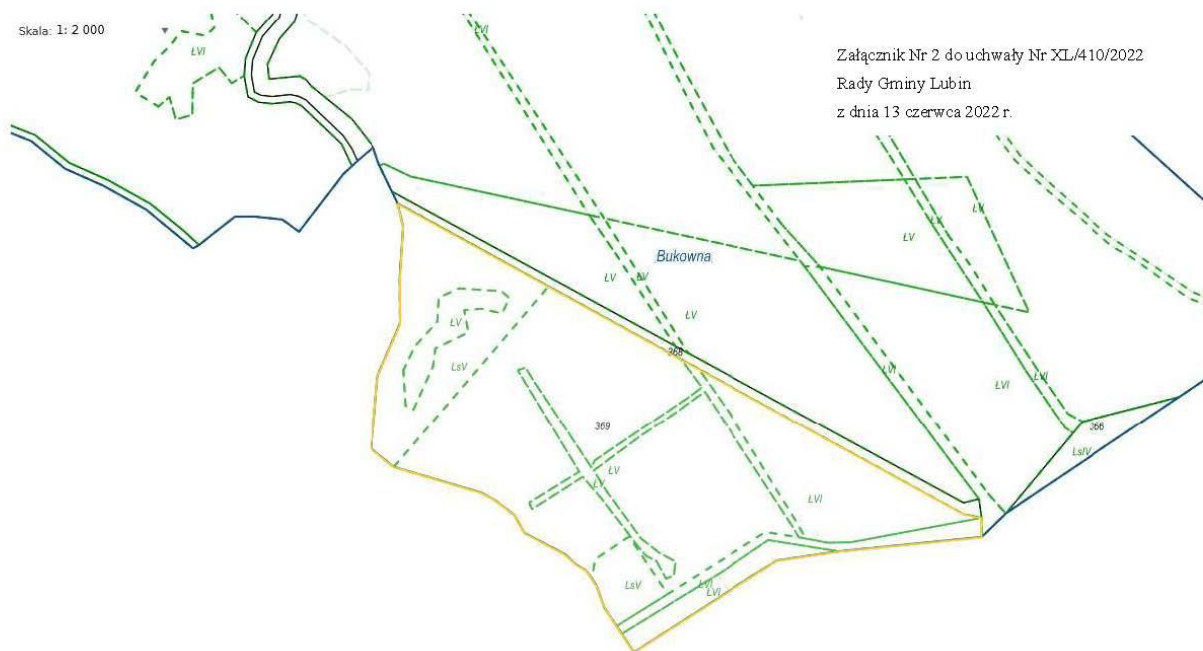 Skala: 1: 2 000
ŁVI
ŁVI
Załącznik Nr 2 do uchwały Nr XL/410/2022
Rady Gminy Lubin
z dnia 13 czerwca 2022 r.
ŁV
ŁV
ŁV
Bukowna
ŁV
ŁV
ŁV
ŁV
368
LsV
ŁVI
ŁVI
ŁVI
369
366
LsIV
ŁV
ŁV
ŁVI
LsV
ŁVI
ŁVI